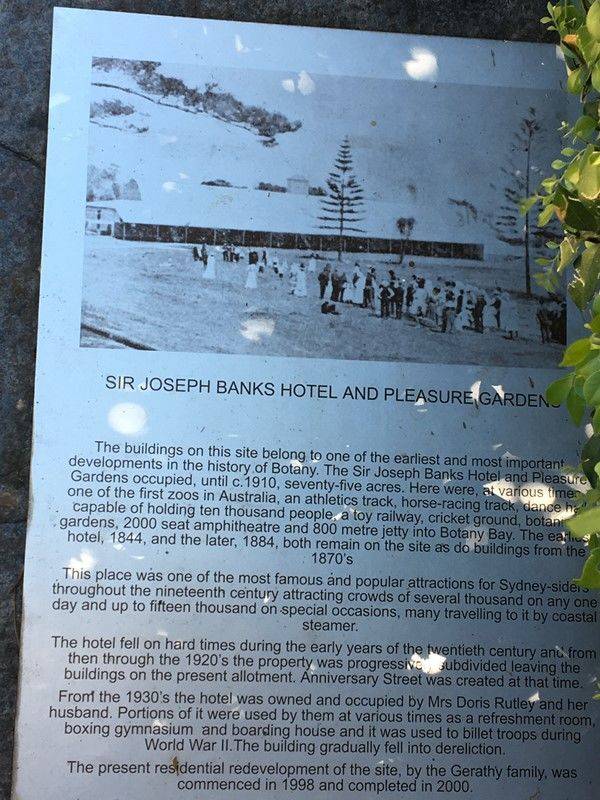 SIR JOSEPH BANKS HOTEL AND PLEASURE GARDENS
The buildings on this site belong to one of the earliest and most important
developments in the history of Botany. The Sir Joseph Banks Hotel and Pleasure
Gardens occupied, until c.1910, seventy-five acres. Here were, at various times
one of the first zoos in Australia, an athletics track, horse-racing track, dance
capable of holding ten thousand people, a toy railway, cricket ground,
gardens, 2000 seat amphitheatre and 800 metre jetty into Botany Bay. The
hotel, 1844, and the later, 1884, both remain on the site as do buildings from the
1870's
This place was one of the most famous and popular attractions for Sydney-siders
throughout the nineteenth century attracting crowds of several thousand on any one
day and up to fifteen thousand on special occasions, many travelling to it by coastal
steamer.
The hotel fell on hard times during the early years of the twentieth century and from
then through the 1920's the property was progressively subdivided leaving the
buildings on the present allotment. Anniversary Street was created at that time.
From the 1930's the hotel was owned and occupied by Mrs Doris Rutley and her
husband. Portions of it were used by them at various times as a refreshment room,
boxing gymnasium and boarding house and it was used to billet troops during
World War II.The building gradually fell into dereliction.
The present residential redevelopment of the site, by the Gerathy family, was
commenced in 1998 and completed in 2000.